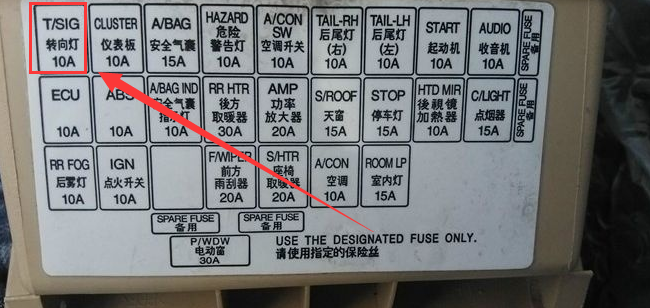 T/SIG
转向灯
10A
CLUSTER
仪表板
10A
A/BAG
安全气囊
15A
HAZARD
危险
警告灯
10A
A/CON
SW
空调开关
10A
TAIL-RH
后尾灯
(右)
10A
TAIL-LH
后尾灯
(左)
10A
START
起动机
10A
AUDIO
收音机
10A
SPARE FUSE
备用
ECU
10A
ABS
10A
A/BAG IND
安全气囊
指示灯
10A
RR HTR
後方
取暖器
30A
AMP
功率
放大器
20A
S/ROOF
天窗
15A
STOP
停车灯
15A
HTD MIR
後視镜
加熱器
10A
C/LIGHT
点烟器
15A
SPARE FUSE
备用
RR FOG
后雾灯
10A
IGN
点火开关
10A
F/WIPER
前方
雨刮器
20A
S/HTR
座椅
取暖器
20A
A/CON
空调
10A
ROOM LP
室内灯
15A
SPARE FUSE
备用
SPARE FUSE
备用
P/WDW
电动窗
30A
USE THE DESIGNATED FUSE ONLY.
请使用指定的保险丝